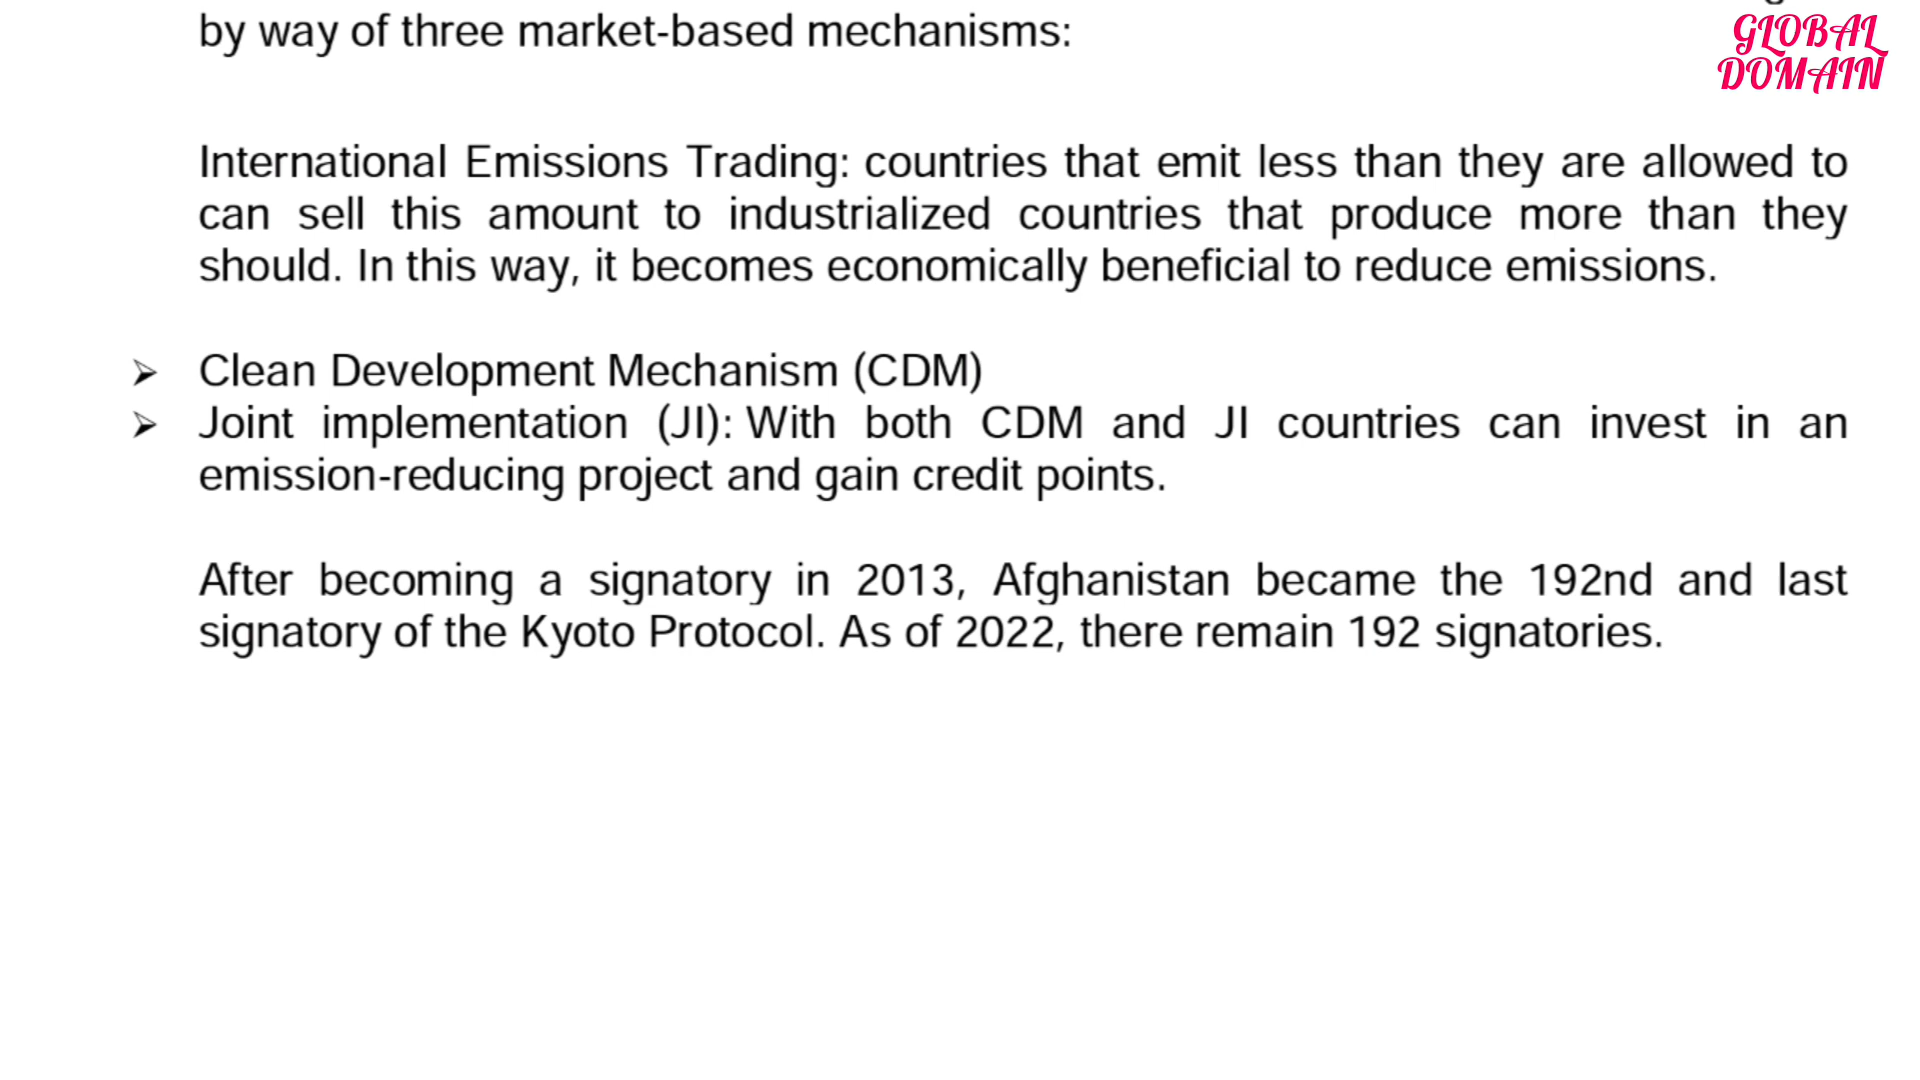 by way of three market-based mechanisms:
GLOBAL
DOMAIN
International Emissions Trading: countries that emit less than they are allowed to
can sell this amount to industrialized countries that produce more than they
should. In this way, it becomes economically beneficial to reduce emissions.
➢ Clean Development Mechanism (CDM)
➢ Joint implementation (JI): With both CDM and JI countries can invest in an
emission-reducing project and gain credit points.
After becoming a signatory in 2013, Afghanistan became the 192nd and last
signatory of the Kyoto Protocol. As of 2022, there remain 192 signatories.